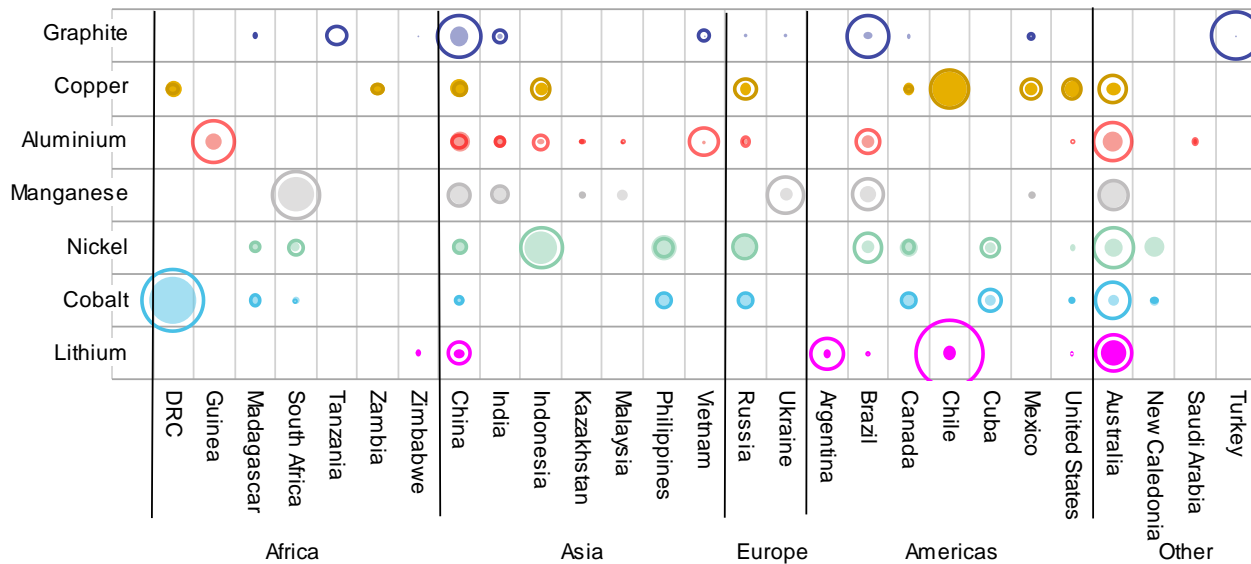 Graphite
Copper
Aluminium
Manganese
Nickel
Cobalt
Lithium
DRC
Guinea
Madagascar
South Africa
Tanzania
Zambia
Zimbabwe
China
India
Indonesia
Kazakhstan
Malaysia
Philippines
Vietnam
Russia
Ukraine
Argentina
Brazil
Canada
Chile
Cuba
Mexico
United States
Australia
New Caledonia
Saudi Arabia
Turkey
Africa
Asia
Europe
Americas
Other